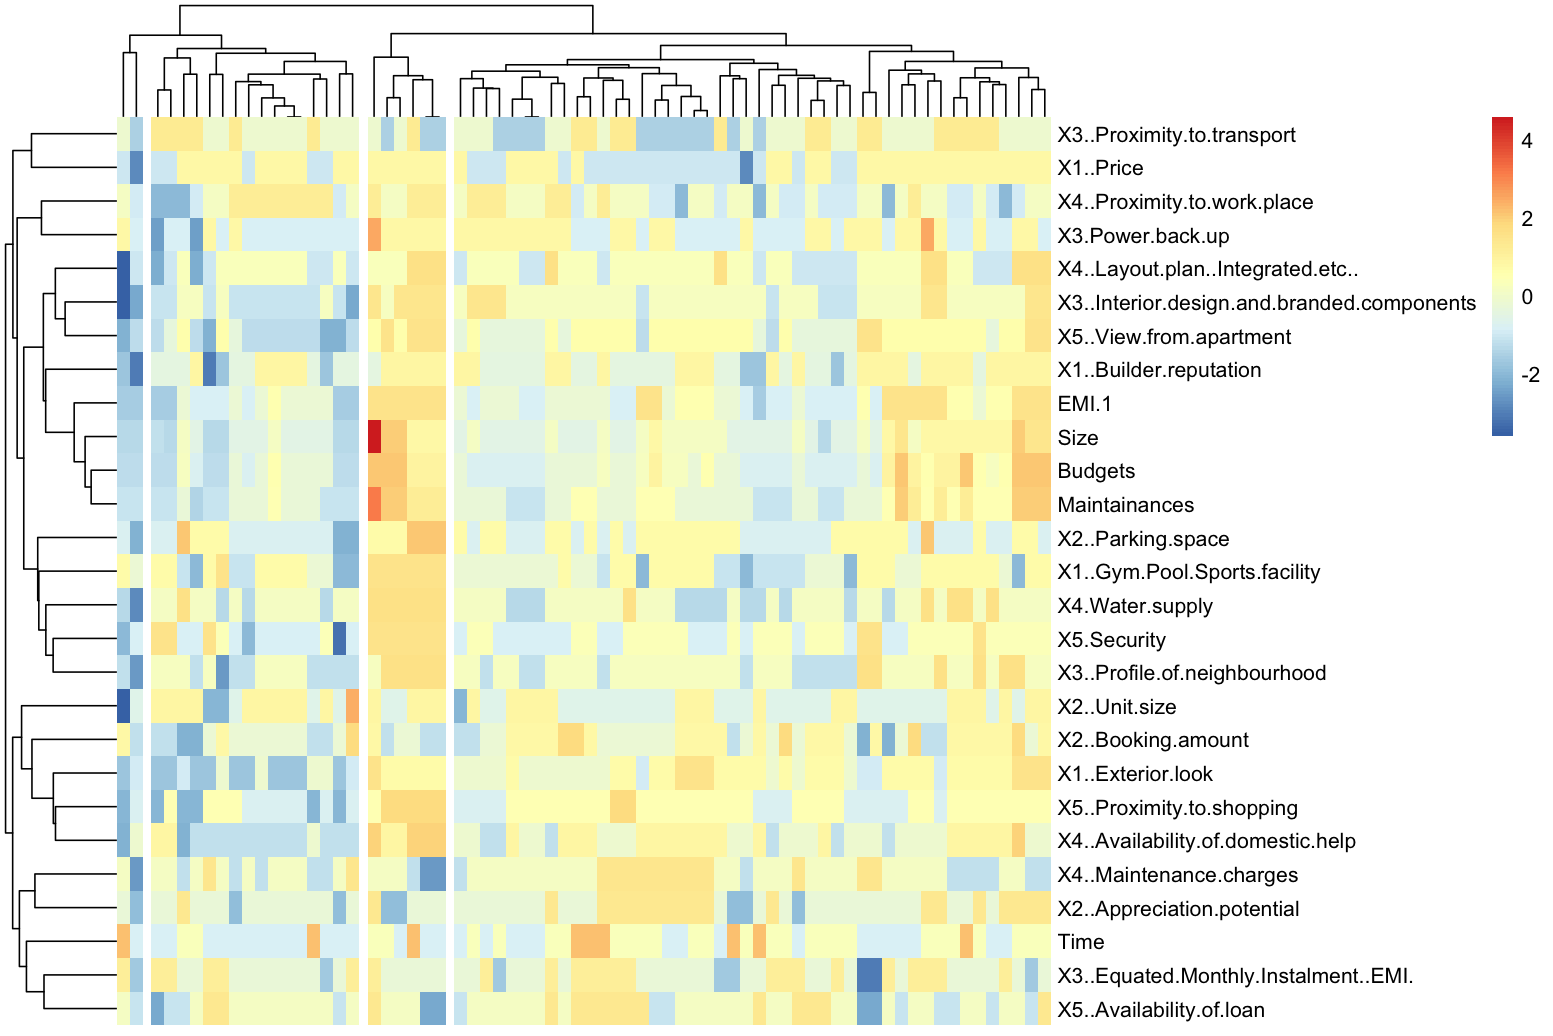 X3..Proximity.to.transport
X1..Price
X4..Proximity.to.work.place
X3.Power.back.up
X4..Layout.plan..Integrated.etc..
X3..Interior.design.and.branded.components
X5..View.from.apartment
X1..Builder.reputation
EMI.1
Size
Budgets
Maintainances
X2..Parking.space
X1..Gym.Pool.Sports.facility
X4.Water.supply
X5.Security
X3..Profile.of.neighbourhood
X2..Unit.size
X2..Booking.amount
X1..Exterior.look
X5..Proximity.to.shopping
X4..Availability.of.domestic.help
X4..Maintenance.charges
X2..Appreciation.potential
Time
X3..Equated.Monthly.Instalment..EMI.
X5..Availability.of.loan
4
2
0
-2